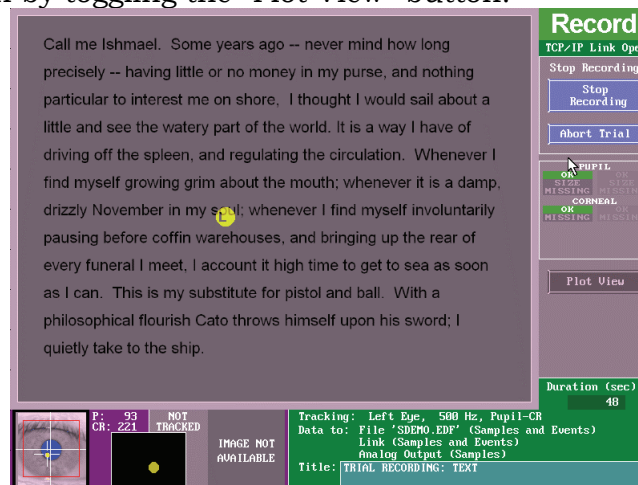 by toggling the "Plot View" button.
Call me Ishmael. Some years ago -- never mind how long
precisely -- having little or no money in my purse, and nothing
particular to interest me on shore, I thought I would sail about a
little and see the watery part of the world. It is a way I have of
driving off the spleen, and regulating the circulation. Whenever I
find myself growing grim about the mouth; whenever it is a damp,
drizzly November in my soul; whenever I find myself involuntarily
pausing before coffin warehouses, and bringing up the rear of
every funeral I meet, I account it high time to get to sea as soon
as I can. This is my substitute for pistol and ball. With a
philosophical flourish Cato throws himself upon his sword; I
quietly take to the ship.
L
Record
TCP/IP Link Ope
Stop Recording
Stop
Recording
Abort Trial
PUPIL
OK OK
SIZE SIZE
MISSING MISSING
CORNEAL
OK OK
MISSING MISSING
Plot View
Duration (sec)
48
P: 93
CR: 221
NOT
TRACKED
IMAGE NOT
AVAILABLE
Tracking: Left Eye, 500 Hz, Pupil-CR
Data to: File 'SDEMO.EDF' (Samples and Events)
Link (Samples and Events)
Analog Output (Samples)
Title: TRIAL RECORDING: TEXT